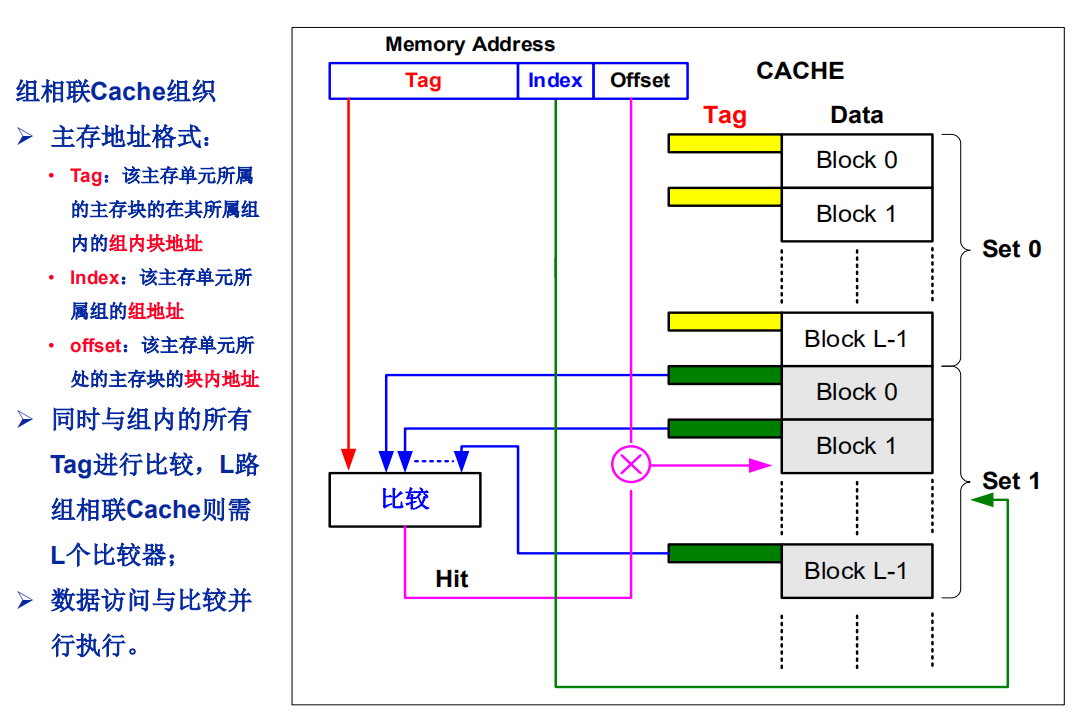 组相联Cache组织
➢ 主存地址格式：
• Tag：该主存单元所属
的主存块的在其所属组
内的组内块地址
• Index：该主存单元所
属组的组地址
• offset：该主存单元所
处的主存块的块内地址
➢ 同时与组内的所有
Tag进行比较，L路
组相联Cache则需
L个比较器；
➢ 数据访问与比较并
行执行。
Memory Address
Tag Index Offset
CACHE
Tag Data
Block 0
Block 1
Set 0
Block L-1
Block 0
Block 1
Set 1
比较
Block L-1
Hit